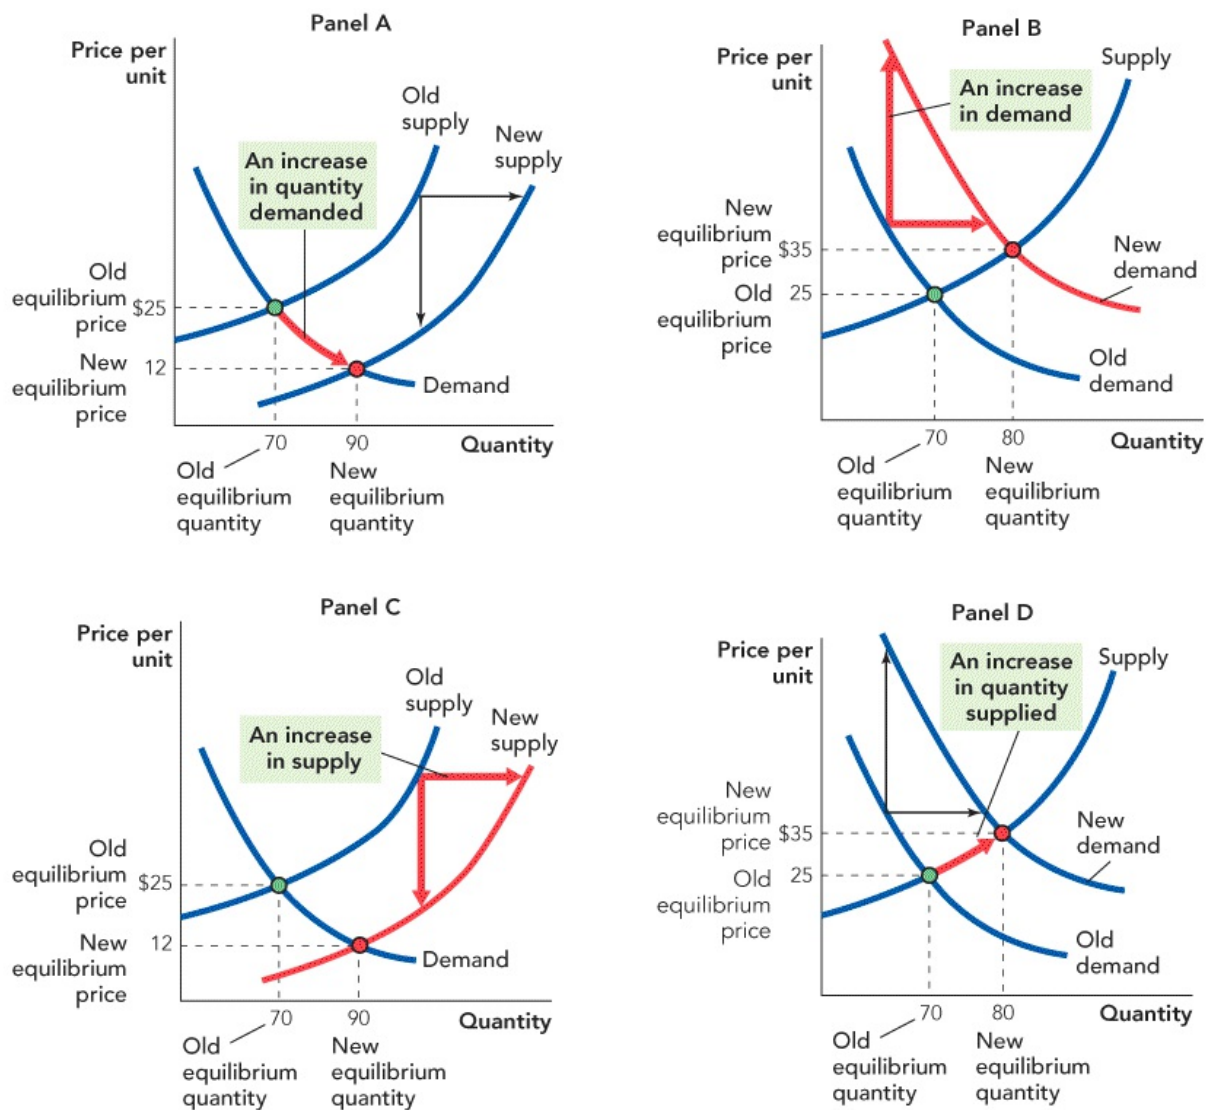 Panel A
Price per
unit
Old
supply
New
supply
An increase
in quantity
demanded
Old
equilibrium
price
$25
New
equilibrium
price
12
Demand
70
90
Quantity
Old
equilibrium
quantity
New
equilibrium
quantity
Panel B
Price per
unit
Supply
An increase
in demand
New
equilibrium
price
$35
Old
equilibrium
price
25
New
demand
Old
demand
70
80
Quantity
Old
equilibrium
quantity
New
equilibrium
quantity
Panel C
Price per
unit
Old
supply
New
supply
An increase
in supply
Old
equilibrium
price
$25
New
equilibrium
price
12
Demand
70
90
Quantity
Old
equilibrium
quantity
New
equilibrium
quantity
Panel D
Price per
unit
An increase
in quantity
supplied
Supply
New
equilibrium
price
$35
Old
equilibrium
price
25
New
demand
Old
demand
70
80
Quantity
Old
equilibrium
quantity
New
equilibrium
quantity